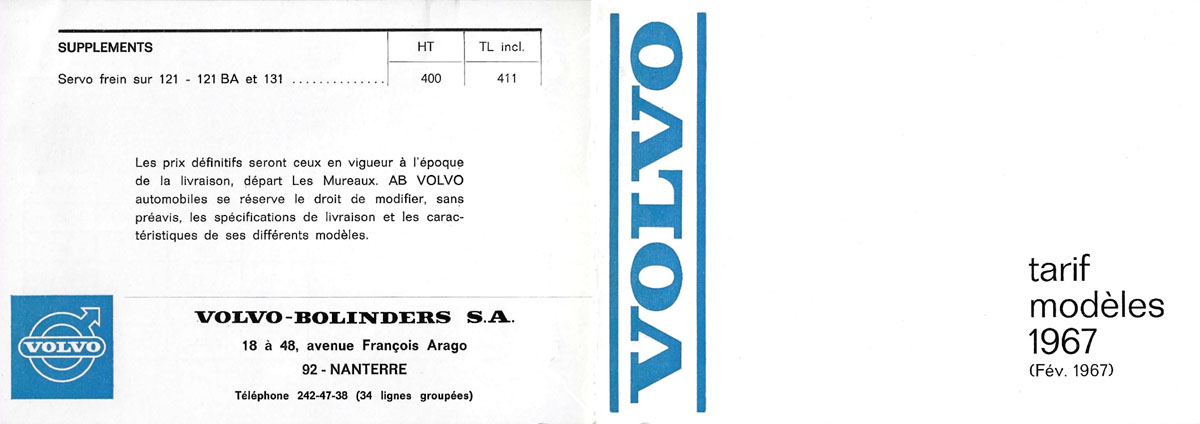 SUPPLEMENTS HT TL incl.
Servo frein sur 121 - 121 BA et 131 .............. 400 411
Les prix définitifs seront ceux en vigueur à l'époque
de la livraison, départ Les Mureaux. AB VOLVO
automobiles se réserve le droit de modifier, sans
préavis, les spécifications de livraison et les carac-
téristiques de ses différents modèles.
VOLVO
VOLVO-BOLINDERS S.A.
18 à 48, avenue François Arago
92 - NANTERRE
Téléphone 242-47-38 (34 lignes groupées)
VOLVO
tarif
modèles
1967
(Fév. 1967)